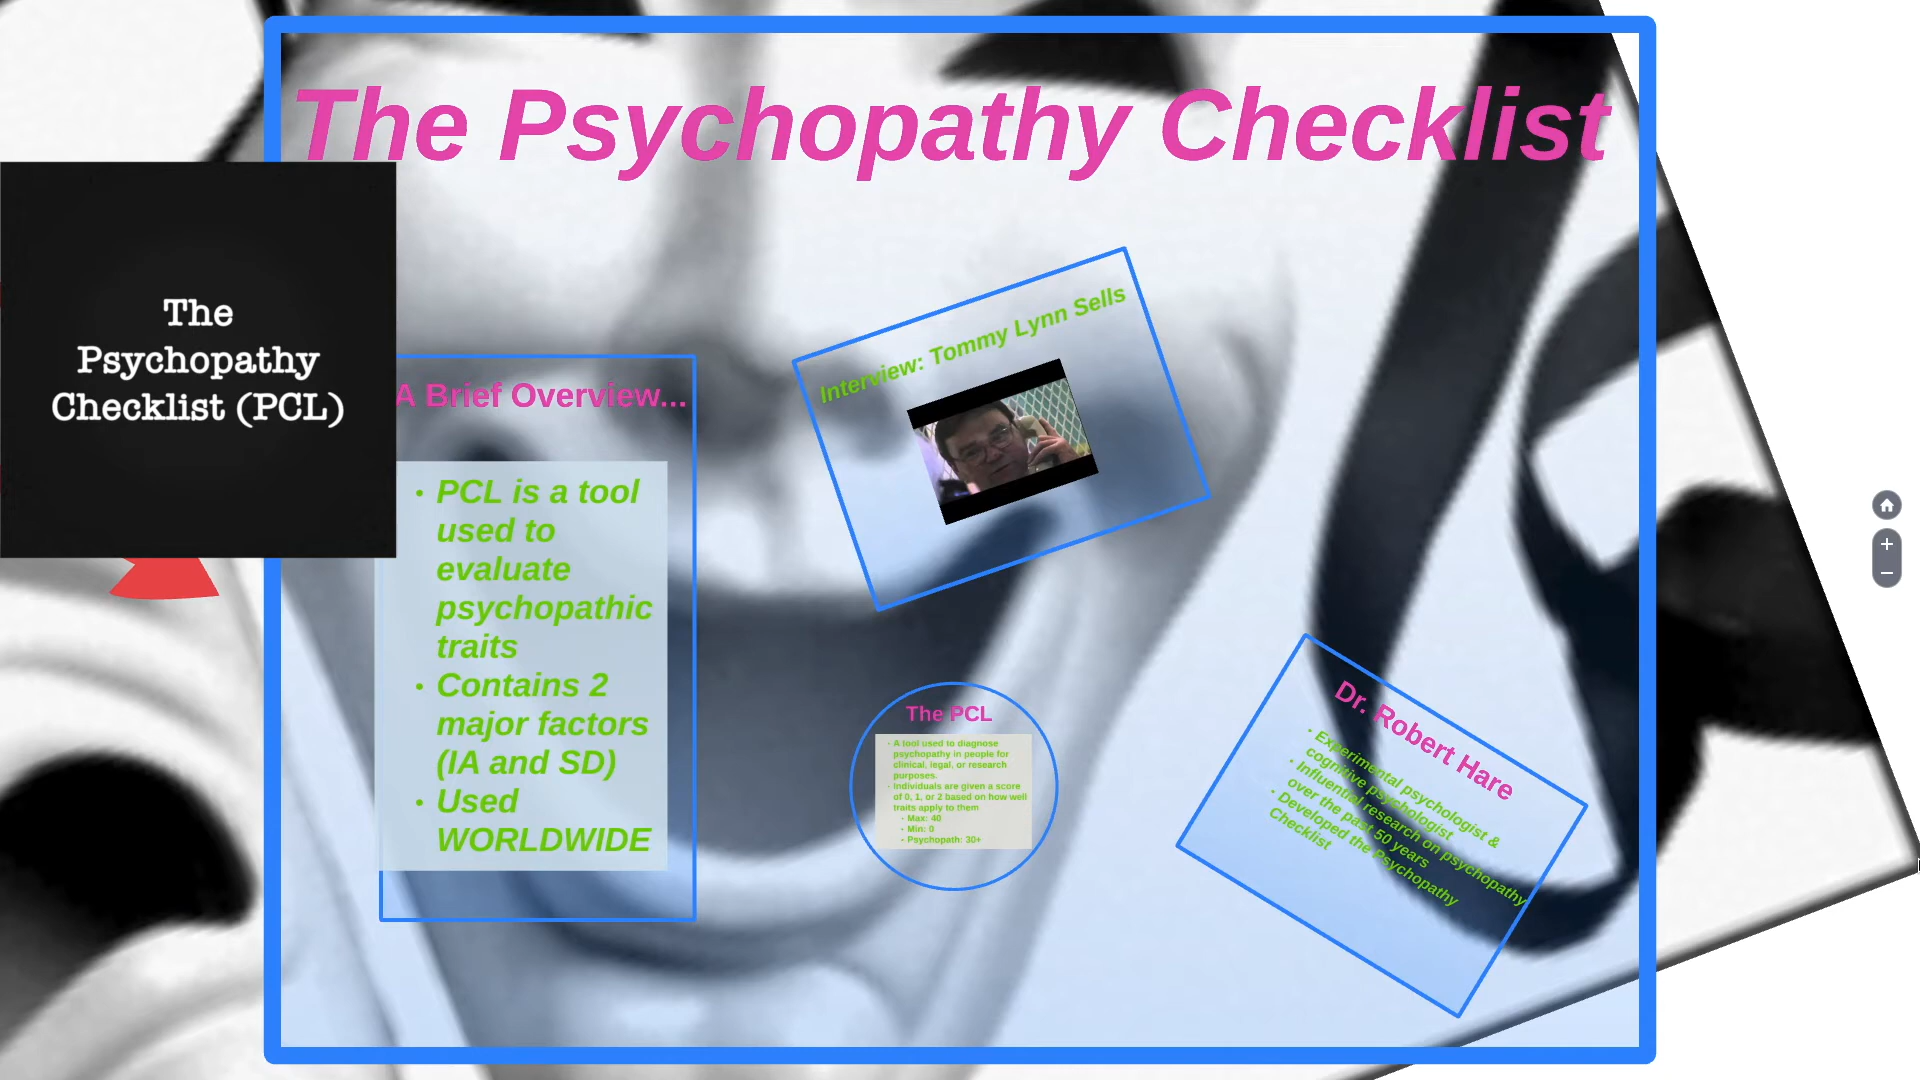 The Psychopathy Checklist
The
Psychopathy
Checklist (PCL)
A Brief Overview...
• PCL is a tool
used to
evaluate
psychopathic
traits
• Contains 2
major factors
(IA and SD)
• Used
WORLDWIDE
Interview: Tommy Lynn Sells
The PCL
• A tool used to diagnose
psychopathy in people for
clinical, legal, or research
purposes.
• Individuals are given a score
of 0, 1, or 2 based on how well
traits apply to them
• Max: 40
• Min: 0
• Psychopath: 30+
Dr. Robert Hare
• Experimental psychologist &
cognitive psychologist
• Influential research on psychopathy
over the past 50 years
• Developed the Psychopathy
Checklist